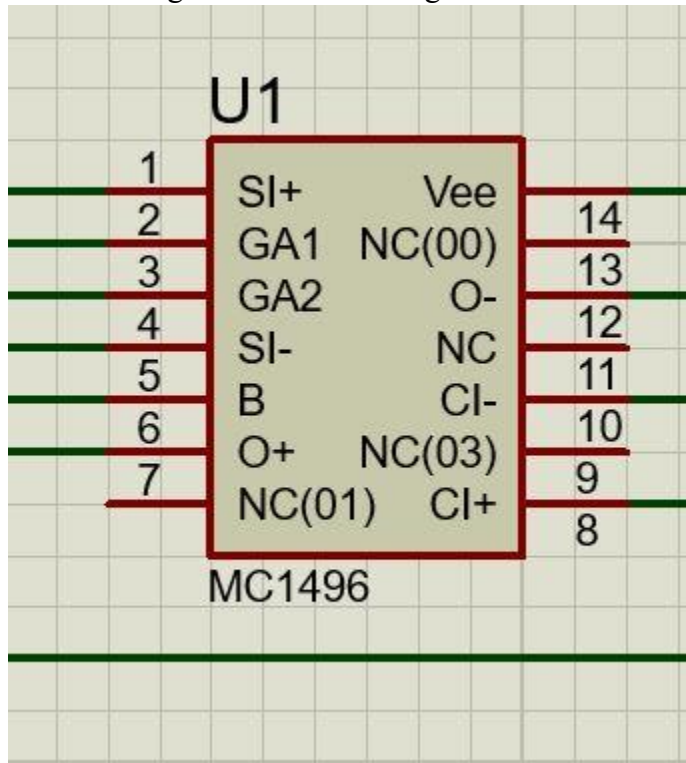 U1
1 SI+ Vee 14
2 GA1 NC(00) 13
3 GA2 O- 12
4 SI- NC 11
5 B CI- 10
6 O+ NC(03) 9
7 NC(01) CI+ 8
MC1496